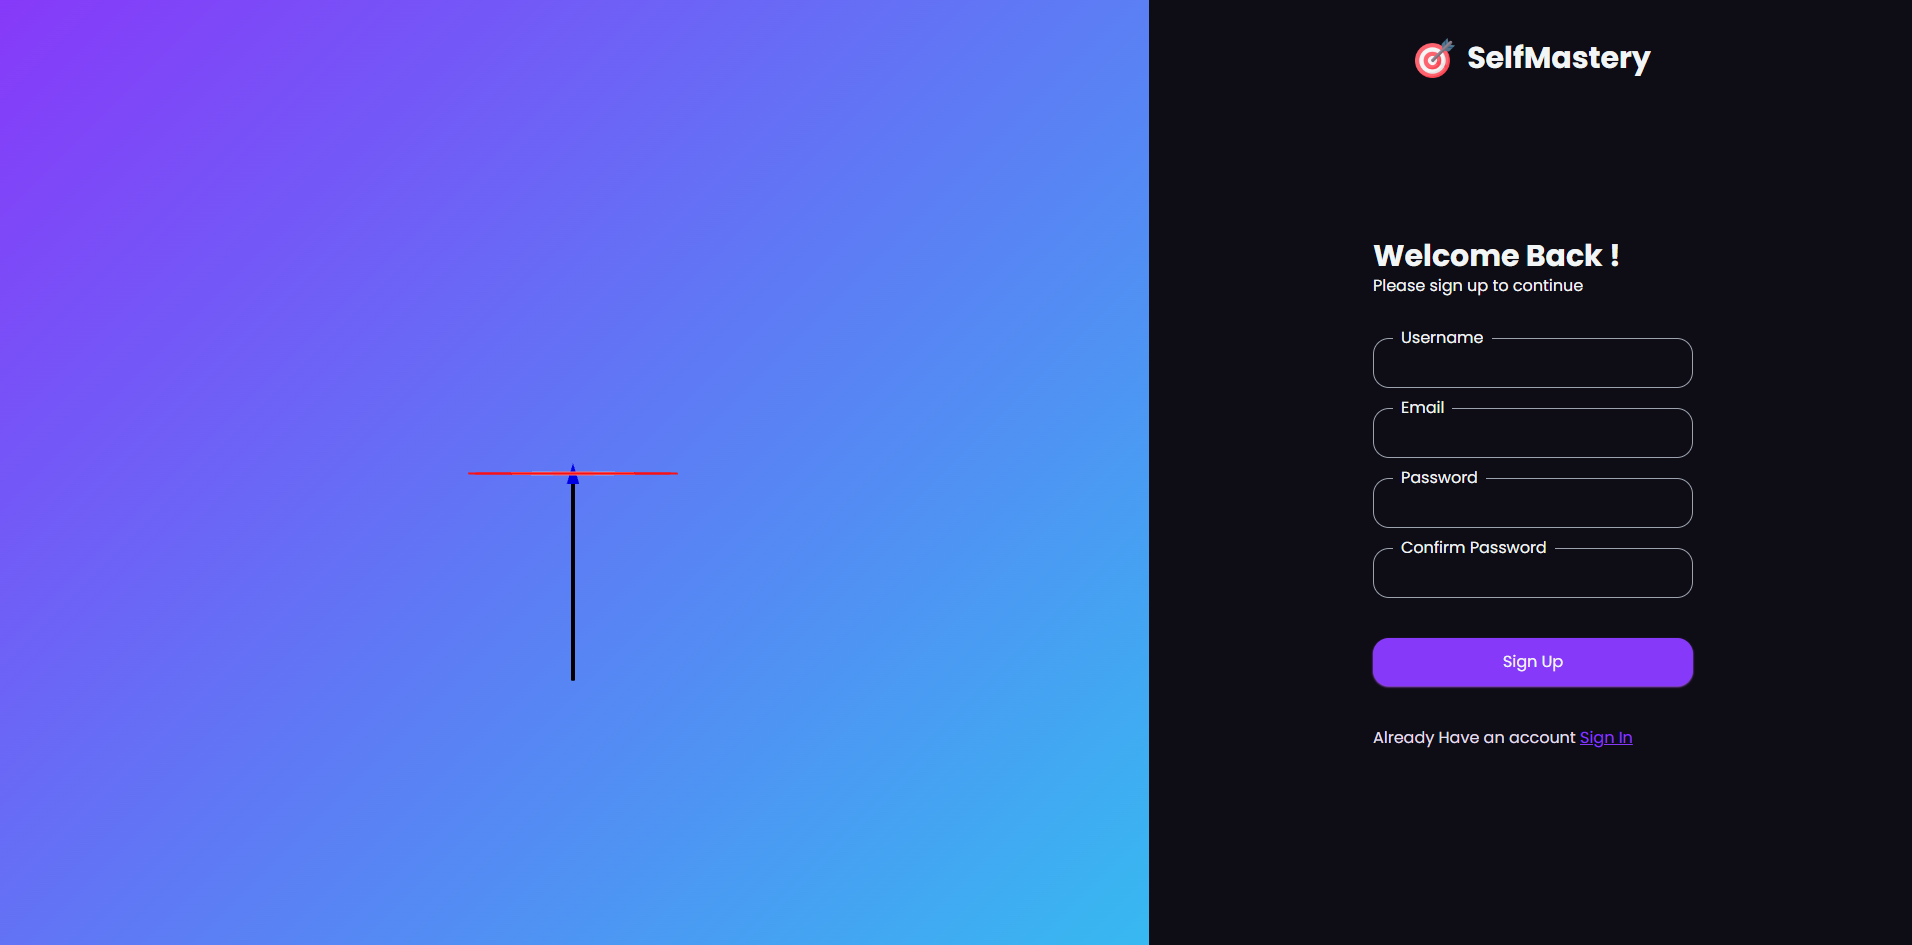 SelfMastery
Welcome Back !
Please sign up to continue
Username
Email
Password
Confirm Password
Sign Up
Already Have an account Sign In